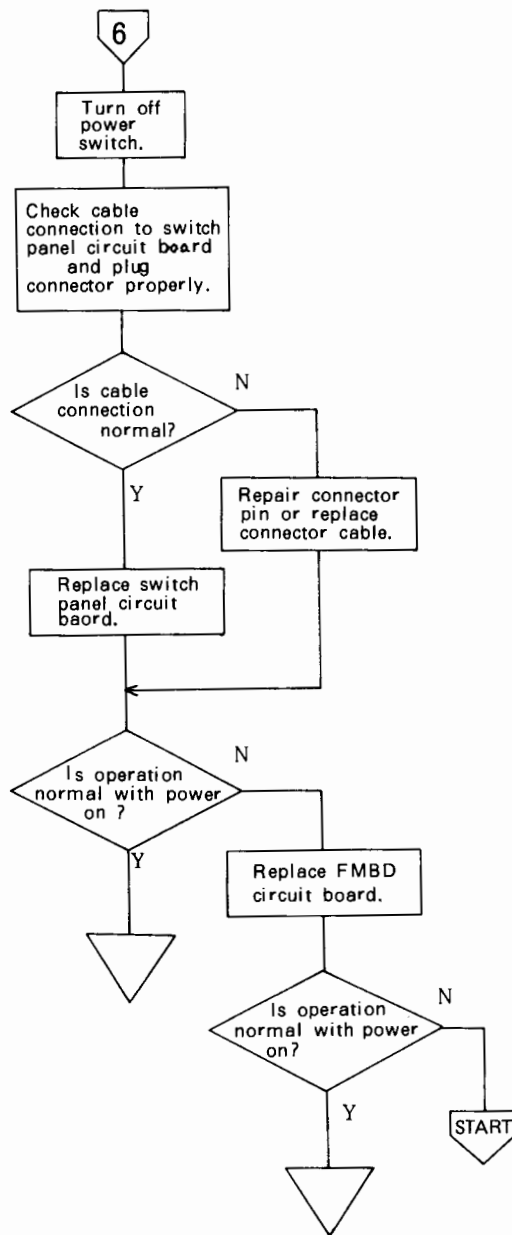 6
Turn off
power
switch.
Check cable
connection to switch
panel circuit board
and plug
connector properly.
Is cable
connection
normal?
N
Y
Repair connector
pin or replace
connector cable.
Replace switch
panel circuit
baord.
Is operation
normal with power
on ?
N
Y
Replace FMBD
circuit board.
Is operation
normal with power
on?
N
Y
START